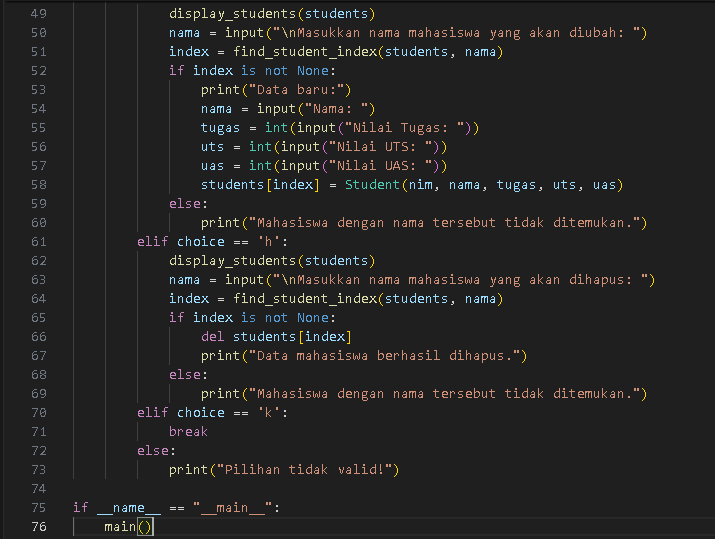 49 display_students(students)
50 nama = input("\nMasukkan nama mahasiswa yang akan diubah: ")
51 index = find_student_index(students, nama)
52 if index is not None:
53 print("Data baru:")
54 nama = input("Nama: ")
55 tugas = int(input("Nilai Tugas: "))
56 uts = int(input("Nilai UTS: "))
57 uas = int(input("Nilai UAS: "))
58 students[index] = Student(nim, nama, tugas, uts, uas)
59 else:
60 print("Mahasiswa dengan nama tersebut tidak ditemukan.")
61 elif choice == 'h':
62 display_students(students)
63 nama = input("\nMasukkan nama mahasiswa yang akan dihapus: ")
64 index = find_student_index(students, nama)
65 if index is not None:
66 del students[index]
67 print("Data mahasiswa berhasil dihapus.")
68 else:
69 print("Mahasiswa dengan nama tersebut tidak ditemukan.")
70 elif choice == 'k':
71 break
72 else:
73 print("Pilihan tidak valid!")
74
75 if __name__ == "__main__":
76 main()